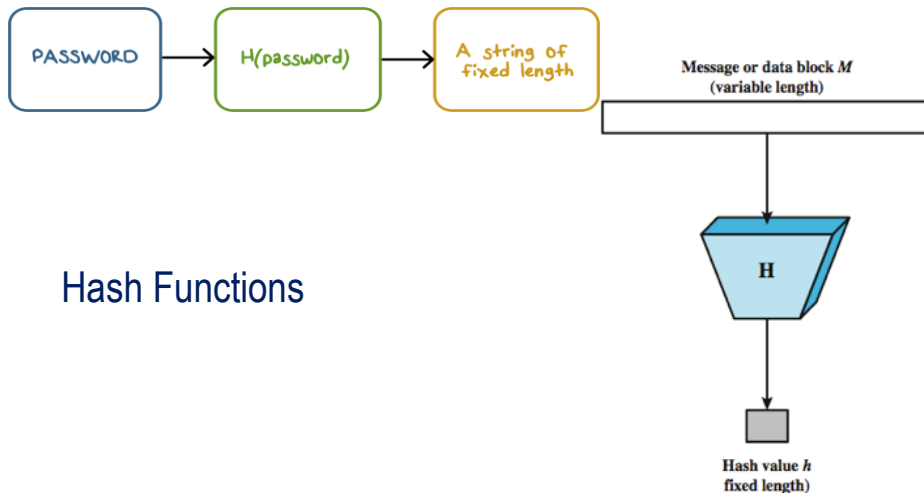 PASSWORD
H(password)
A string of
fixed length
Message or data block M
(variable length)
H
Hash Functions
Hash value h
fixed length)